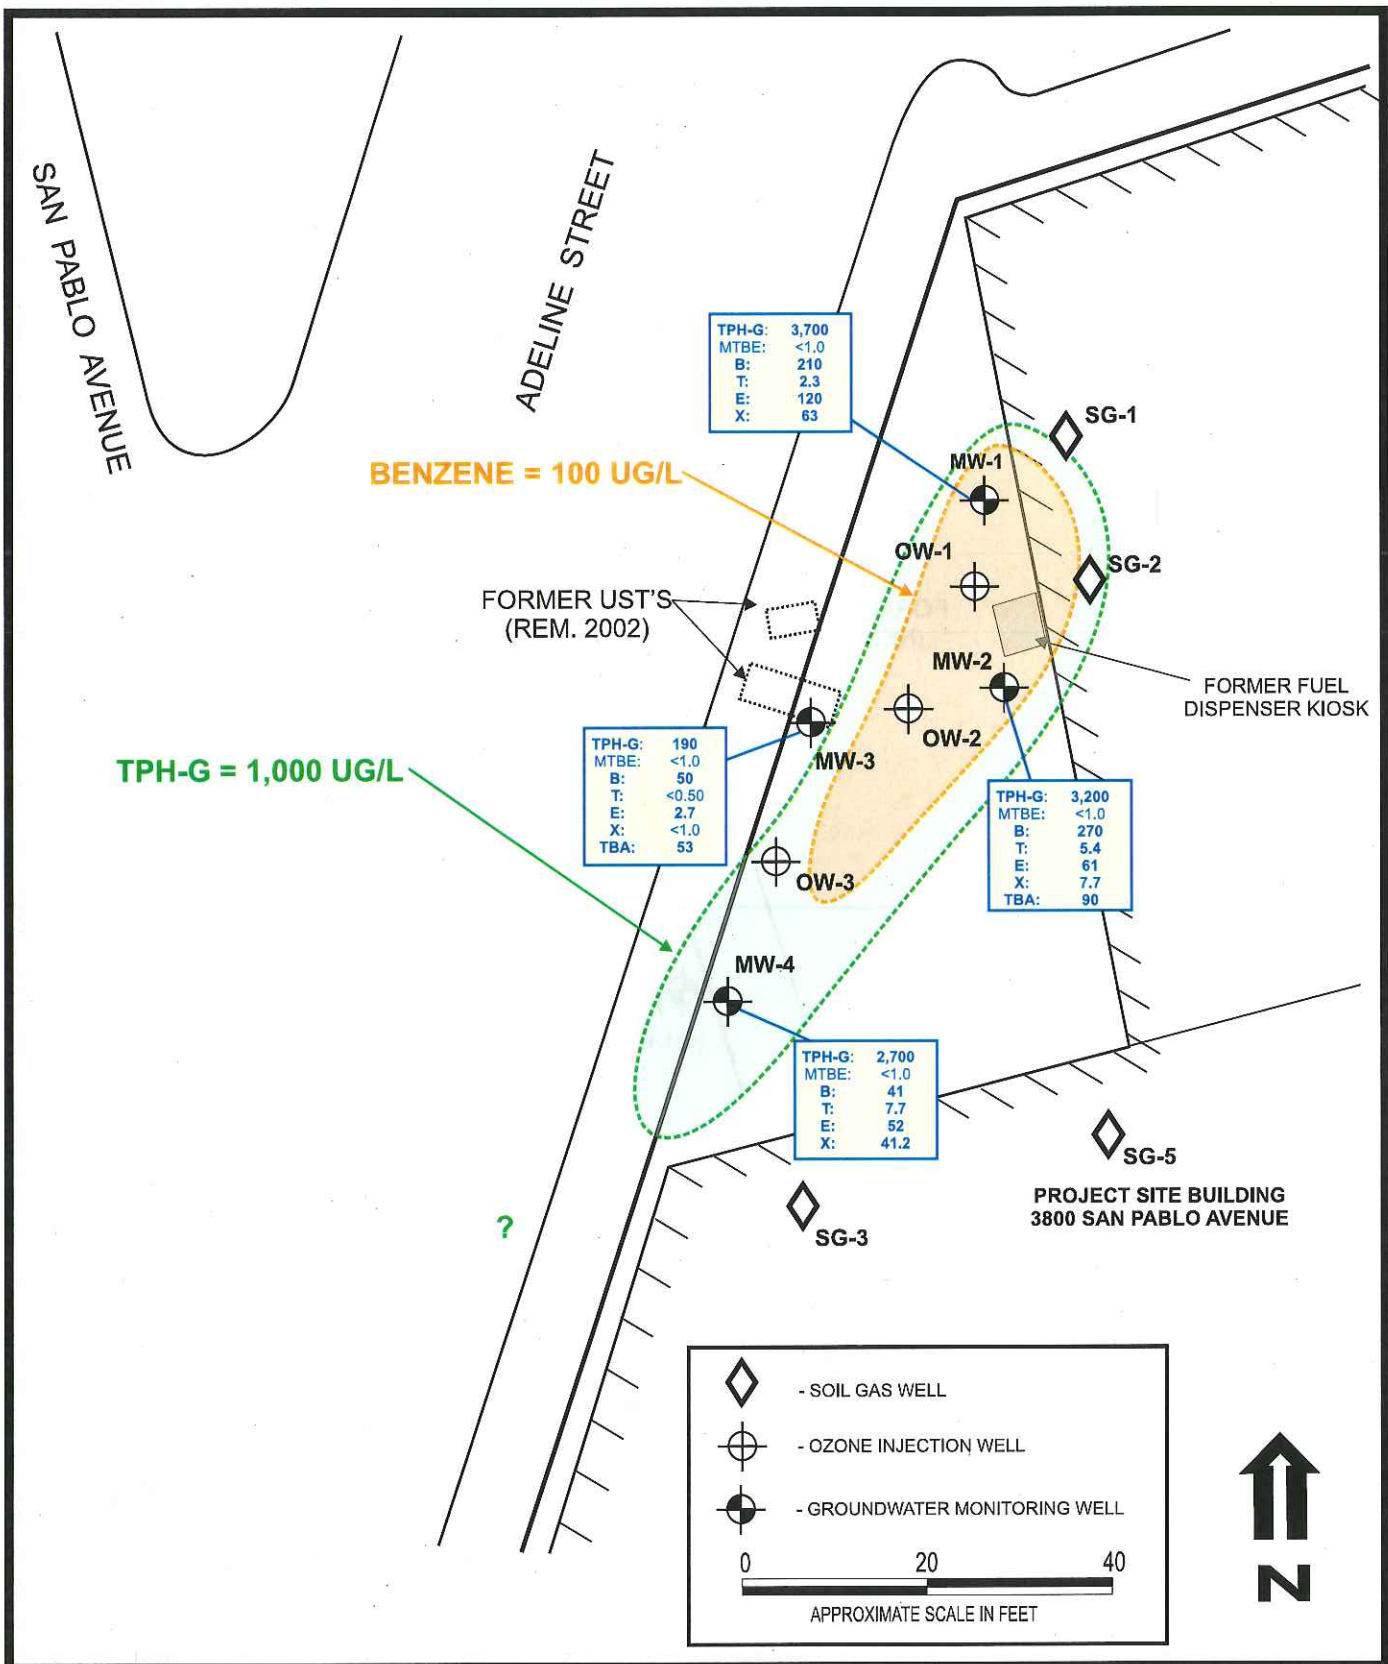 SAN PABLO AVENUE
ADELINE STREET
TPH-G: 3,700
MTBE: <1.0
B: 210
T: 2.3
E: 120
X: 63
SG-1
BENZENE = 100 UG/L
MW-1
OW-1
SG-2
FORMER UST'S
(REM. 2002)
MW-2
FORMER FUEL
DISPENSER KIOSK
OW-2
MW-3
TPH-G: 190
MTBE: <1.0
B: 50
T: <0.50
E: 2.7
X: <1.0
TBA: 53
TPH-G = 1,000 UG/L
TPH-G: 3,200
MTBE: <1.0
B: 270
T: 5.4
E: 61
X: 7.7
TBA: 90
OW-3
MW-4
TPH-G: 2,700
MTBE: <1.0
B: 41
T: 7.7
E: 52
X: 41.2
SG-5
PROJECT SITE BUILDING
3800 SAN PABLO AVENUE
?
SG-3
- SOIL GAS WELL
- OZONE INJECTION WELL
- GROUNDWATER MONITORING WELL
0 20 40
APPROXIMATE SCALE IN FEET
N